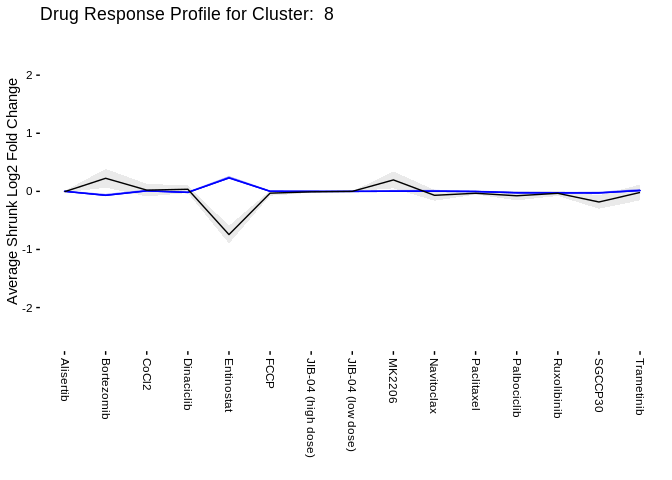 Drug Response Profile for Cluster:  8
Average Shrunk Log2 Fold Change
2
1
0
-1
-2
Alisertib
Bortezomib
CoCl2
Dinaciclib
Entinostat
FCCP
JIB-04 (high dose)
JIB-04 (low dose)
MK2206
Navitoclax
Paclitaxel
Palbociclib
Ruxolibinib
SGCCP30
Trametinib